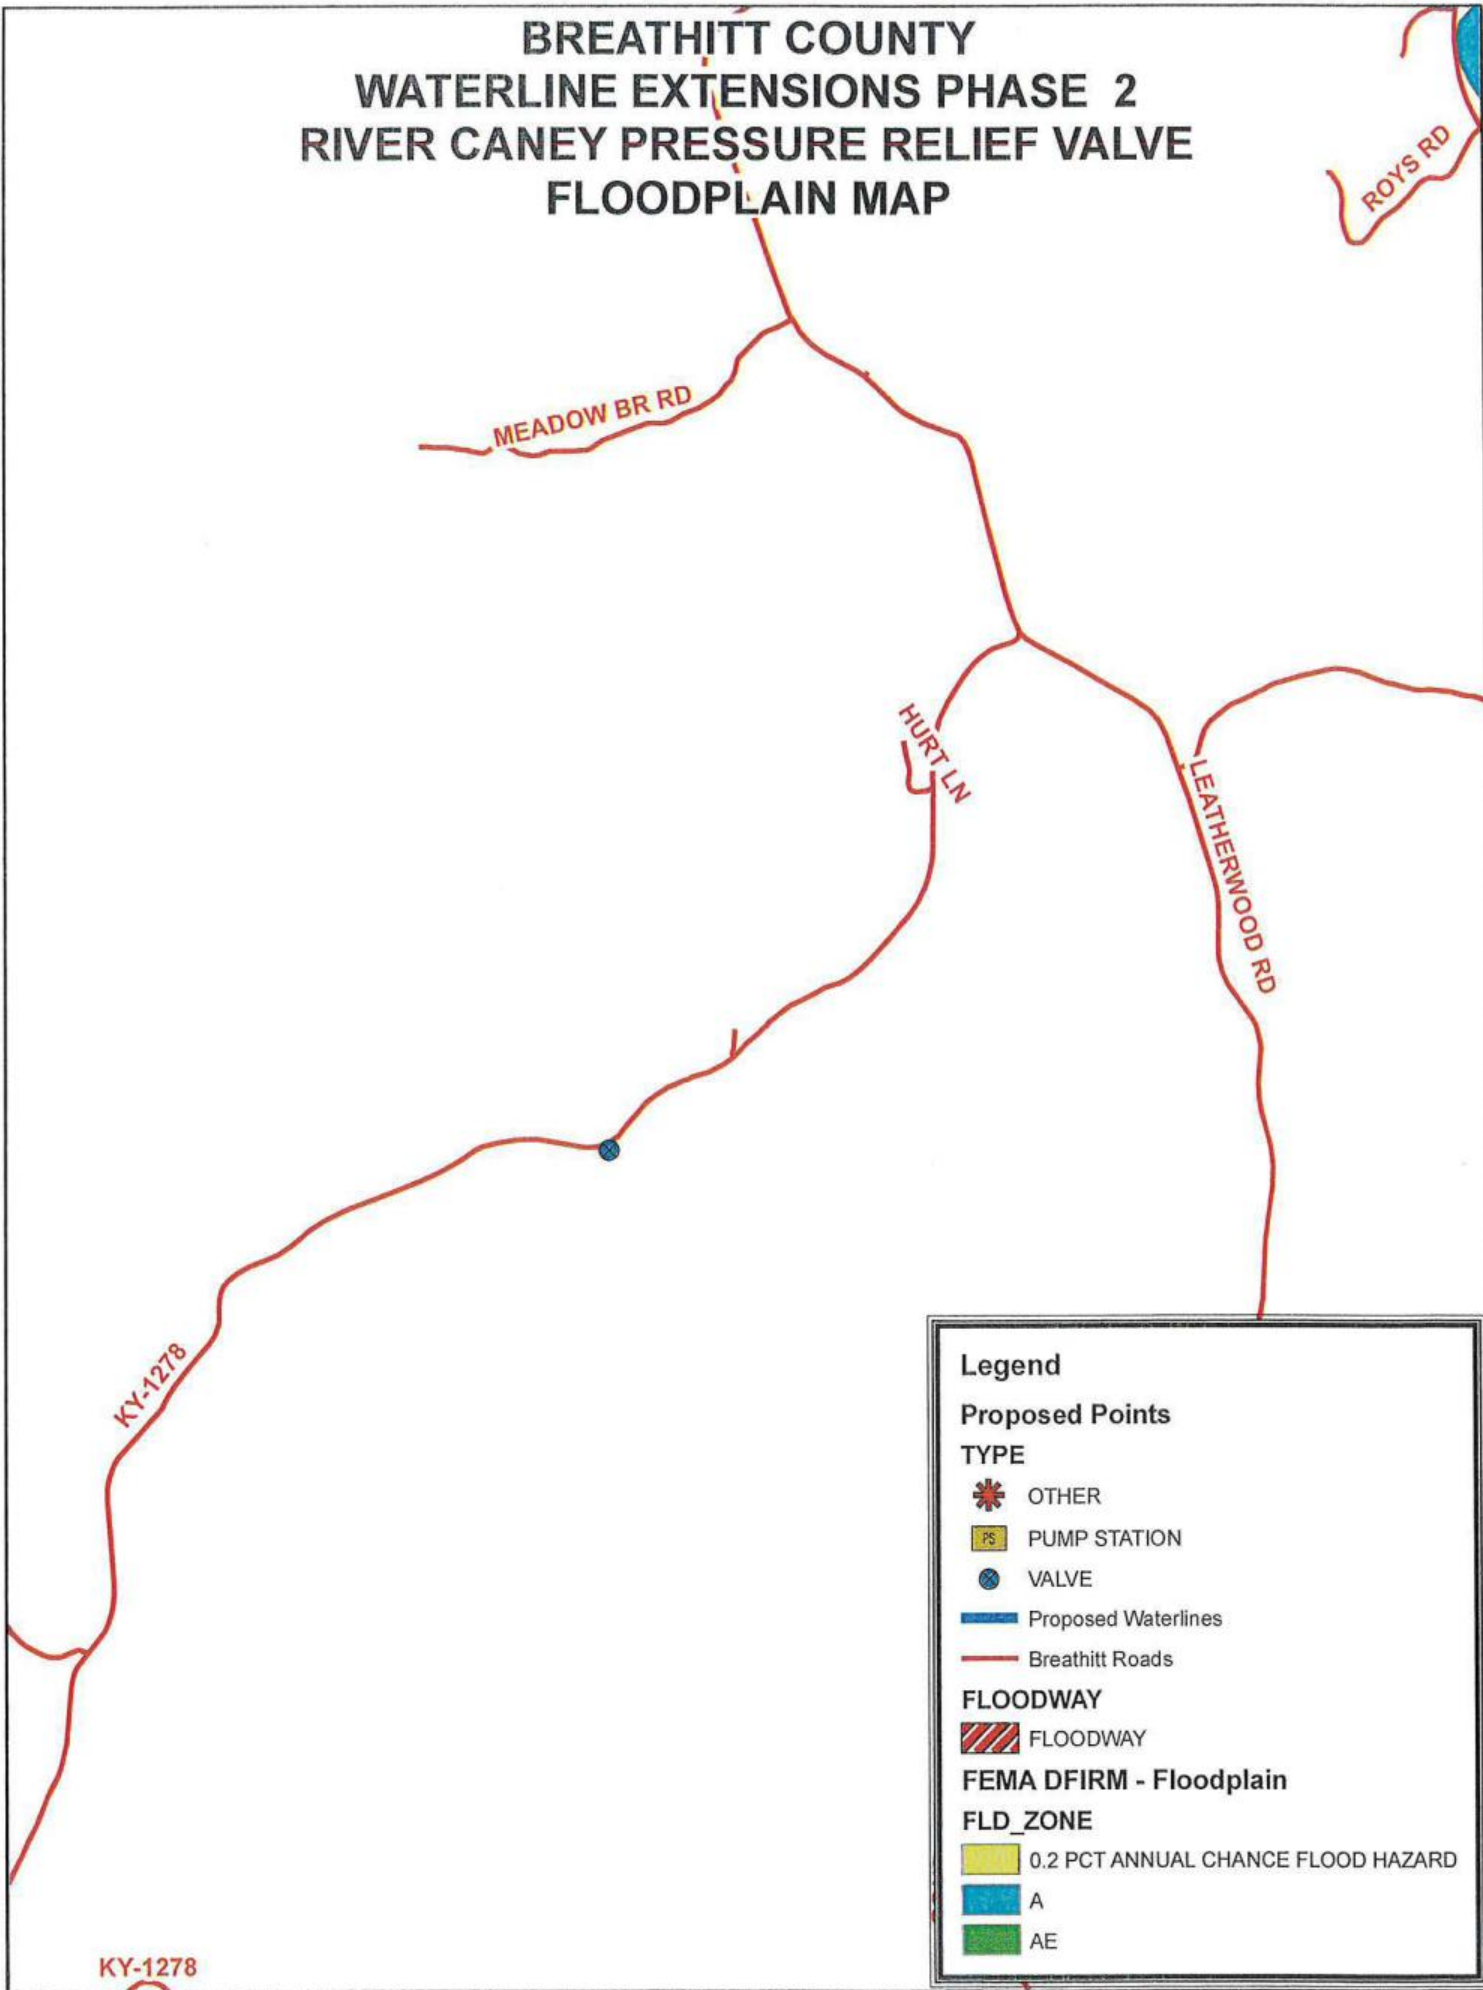 BREATHITT COUNTY
WATERLINE EXTENSIONS PHASE 2
RIVER CANEY PRESSURE RELIEF VALVE
FLOODPLAIN MAP
ROYS RD
MEADOW BR RD
HURT LN
LEATHERWOOD RD
KY-1278
KY-1278
Legend
Proposed Points
TYPE
OTHER
PS PUMP STATION
VALVE
Proposed Waterlines
Breathitt Roads
FLOODWAY
FLOODWAY
FEMA DFIRM - Floodplain
FLD_ZONE
0.2 PCT ANNUAL CHANCE FLOOD HAZARD
A
AE